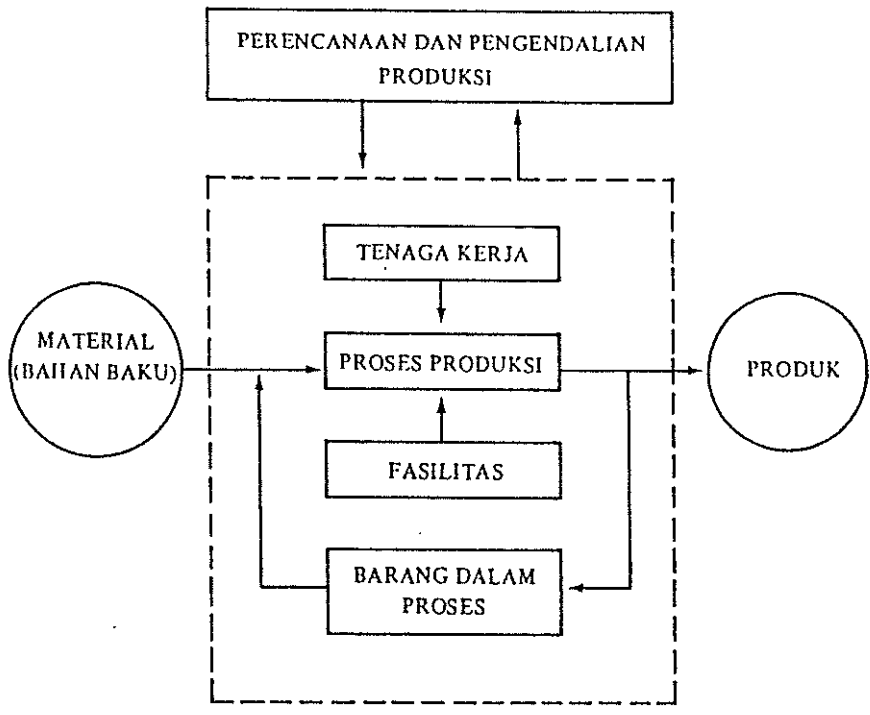 PERENCANAAN DAN PENGENDALIAN
PRODUKSI
TENAGA KERJA
MATERIAL
(BAHAN BAKU)
PROSES PRODUKSI
PRODUK
FASILITAS
BARANG DALAM
PROSES